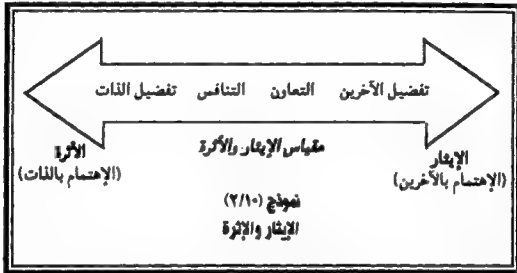 تفضيل الآخرين التعاون التنافس تفضيل الذات
مقياس الإيثار والأثرة
الإيثار
(الإهتمام بالآخرين)
الأثرة
(الإهتمام بالذات)
نموذج (٢/١٠)
الإيثار والإثرة